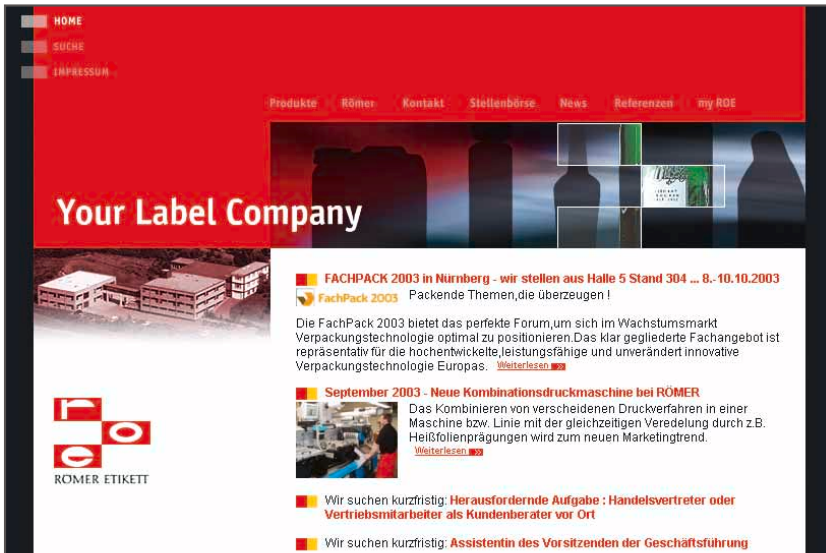 HOME
SUCHE
IMPRESSUM
Produkte Römer Kontakt Stellenbörse News Referenzen my ROE
Your Label Company
FACHPACK 2003 in Nürnberg - wir stellen aus Halle 5 Stand 304 ... 8.-10.10.2003
FachPack 2003 Packende Themen,die überzeugen !
Die FachPack 2003 bietet das perfekte Forum,um sich im Wachstumsmarkt
Verpackungstechnologie optimal zu positionieren.Das klar gegliederte Fachangebot ist
repräsentativ für die hochentwickelte,leistungsfähige und unverändert innovative
Verpackungstechnologie Europas. Weiterlesen
September 2003 - Neue Kombinationsdruckmaschine bei RÖMER
Das Kombinieren von verschiedenen Druckverfahren in einer
Maschine bzw. Linie mit der gleichzeitigen Veredelung durch z.B.
Heißfolienprägungen wird zum neuen Marketingtrend.
Weiterlesen
roe
RÖMER ETIKETT
Wir suchen kurzfristig: Herausfordernde Aufgabe : Handelsvertreter oder
Vertriebsmitarbeiter als Kundenberater vor Ort
Wir suchen kurzfristig: Assistentin des Vorsitzenden der Geschäftsführung